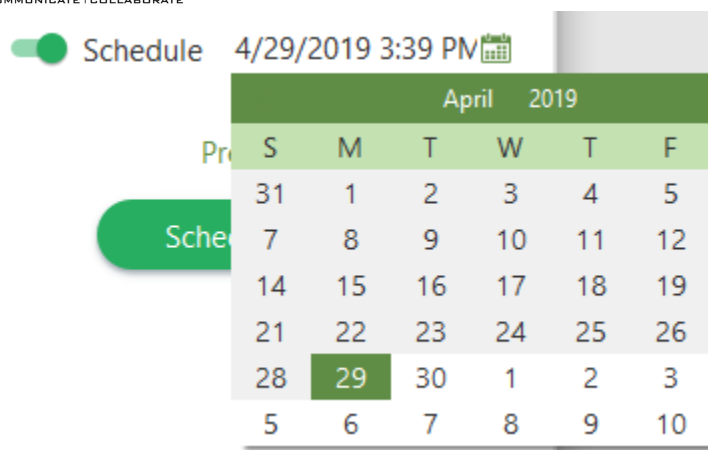 COMMUNICATE | COLLABORATE
Schedule 4/29/2019 3:39 PM
April 2019
S M T W T F
31 1 2 3 4 5
7 8 9 10 11 12
14 15 16 17 18 19
21 22 23 24 25 26
28 29 30 1 2 3
5 6 7 8 9 10